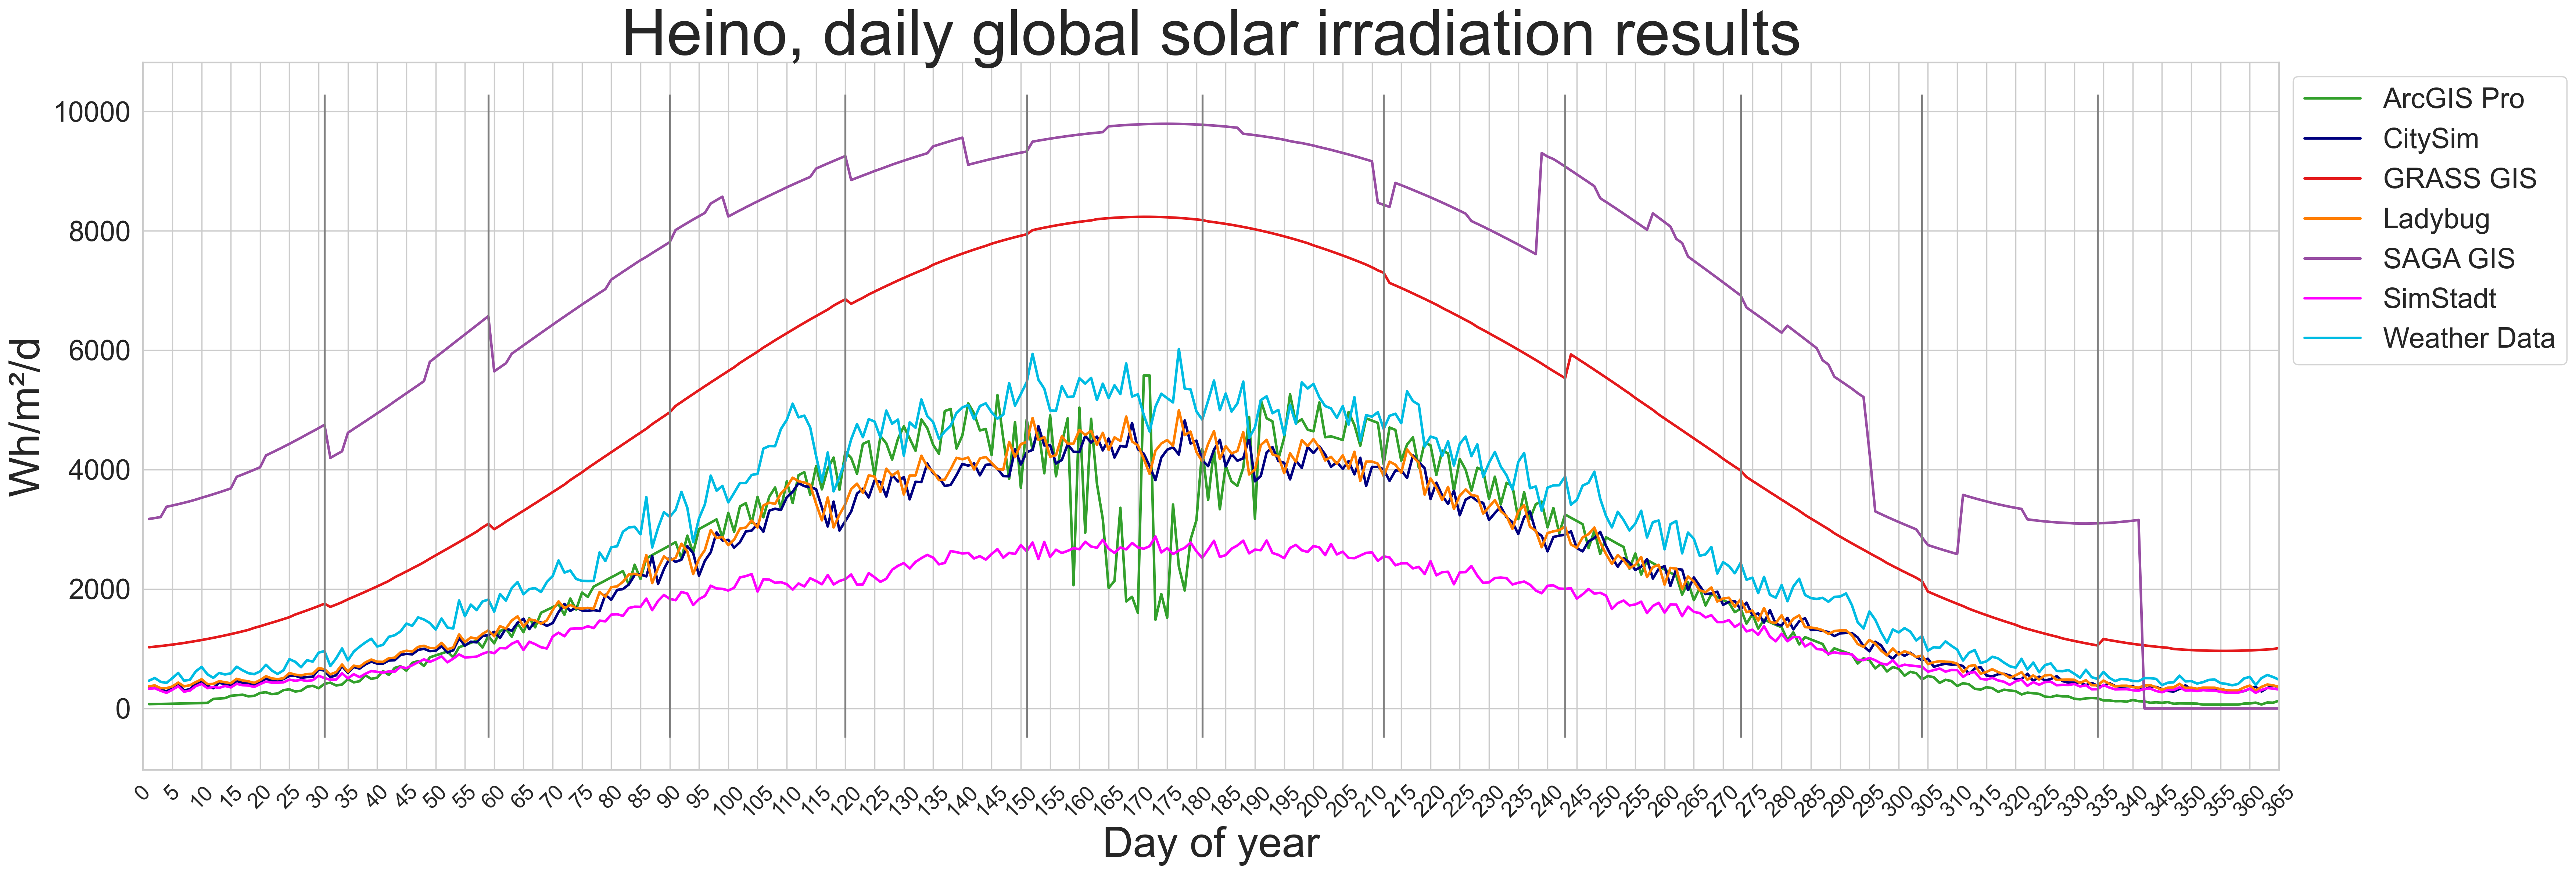 Heino, daily global solar irradiation results
Wh/m²/d
10000
8000
6000
4000
2000
0
0 5 10 15 20 25 30 35 40 45 50 55 60 65 70 75 80 85 90 95 100 105 110 115 120 125 130 135 140 145 150 155 160 165 170 175 180 185 190 195 200 205 210 215 220 225 230 235 240 245 250 255 260 265 270 275 280 285 290 295 300 305 310 315 320 325 330 335 340 345 350 355 360 365
Day of year
ArcGIS Pro
CitySim
GRASS GIS
Ladybug
SAGA GIS
SimStadt
Weather Data